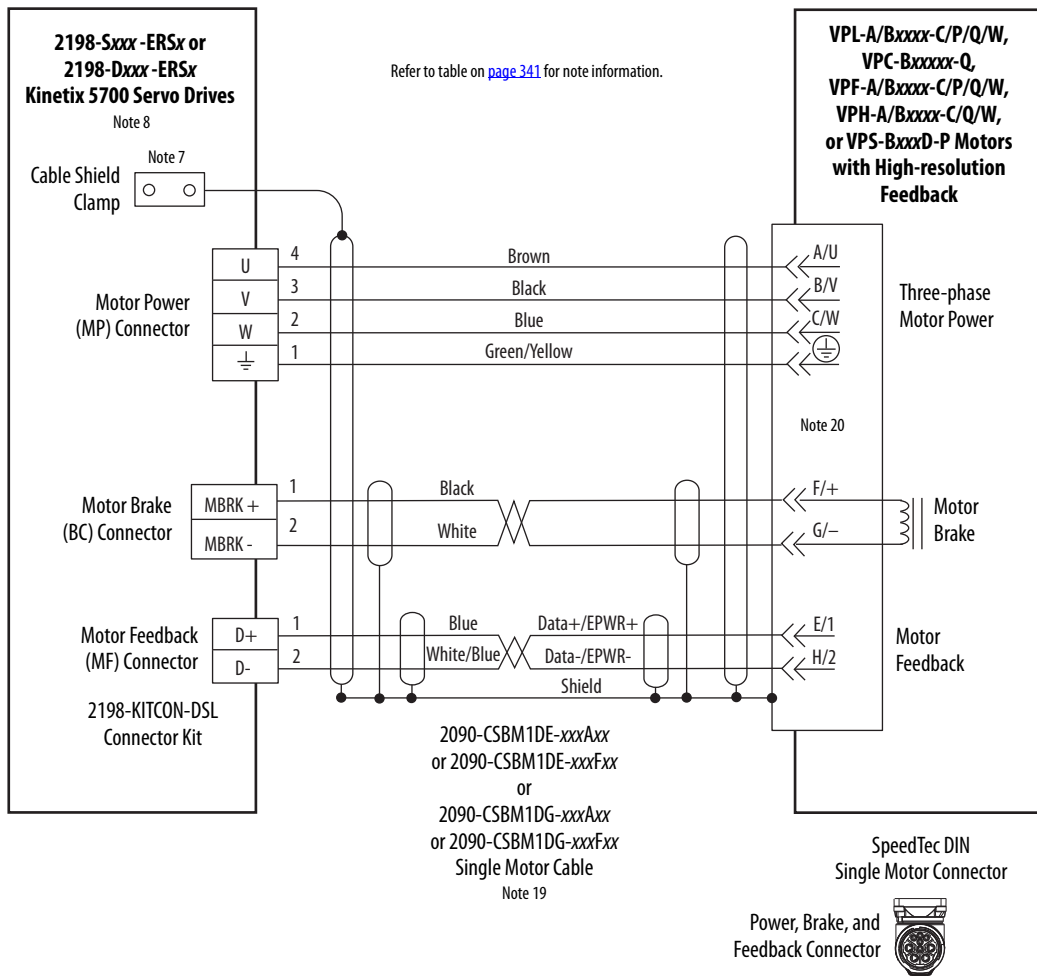 2198-Sxxx -ERSx or
2198-Dxxx -ERSx
Kinetix 5700 Servo Drives
Note 8
Refer to table on page 341 for note information.
VPL-A/Bxxxx-C/P/Q/W,
VPC-Bxxxxx-Q,
VPF-A/Bxxxx-C/P/Q/W,
VPH-A/Bxxxx-C/Q/W,
or VPS-BxxxD-P Motors
with High-resolution
Feedback
Note 7
Cable Shield
Clamp
Motor Power
(MP) Connector
U
V
W
4
3
2
1
Brown
Black
Blue
Green/Yellow
A/U
B/V
C/W
Three-phase
Motor Power
Note 20
Motor Brake
(BC) Connector
MBRK +
MBRK -
1
2
Black
White
F/+
G/–
Motor
Brake
Motor Feedback
(MF) Connector
D+
D-
1
2
Blue
White/Blue
Data+/EPWR+
Data-/EPWR-
Shield
E/1
H/2
Motor
Feedback
2198-KITCON-DSL
Connector Kit
2090-CSBM1DE-xxxAxx
or 2090-CSBM1DE-xxxFxx
or
2090-CSBM1DG-xxxAxx
or 2090-CSBM1DG-xxxFxx
Single Motor Cable
Note 19
SpeedTec DIN
Single Motor Connector
Power, Brake, and
Feedback Connector